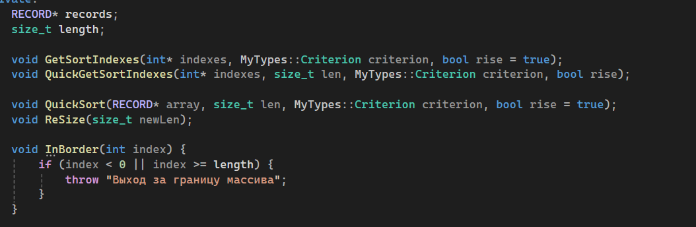 RECORD* records;
size_t length;
void GetSortIndexes(int* indexes, MyTypes::Criterion criterion, bool rise = true);
void QuickGetSortIndexes(int* indexes, size_t len, MyTypes::Criterion criterion, bool rise);
void QuickSort(RECORD* array, size_t len, MyTypes::Criterion criterion, bool rise = true);
void ReSize(size_t newLen);
void InBorder(int index) {
if (index < 0 || index >= length) {
throw "Выход за границу массива";
}
}